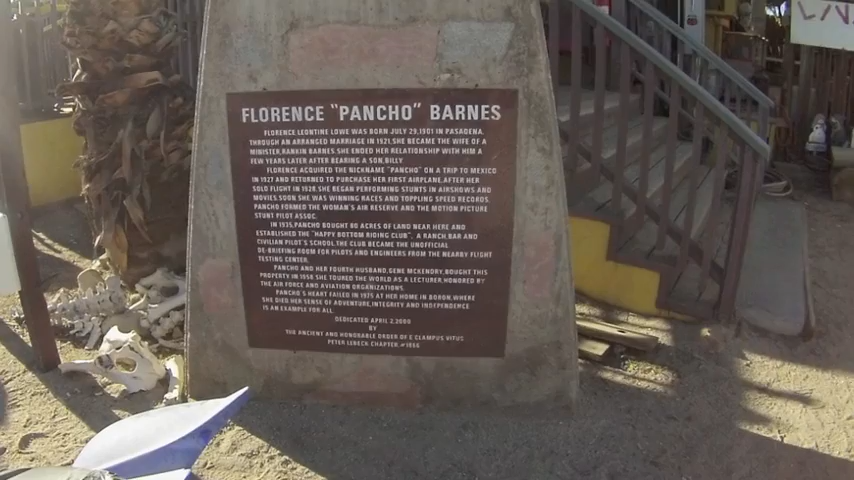 FLORENCE "PANCHO" BARNES
FLORENCE LEONTINE LOWE WAS BORN JULY 29,1901 IN PASADENA.
THROUGH AN ARRANGED MARRIAGE IN 1921, SHE BECAME THE WIFE OF A
MINISTER, RANKIN BARNES SHE ENDED HER RELATIONSHIP WITH HIM A
FEW YEARS LATER AFTER BEARING A SON, BILLY
FLORENCE ACQUIRED THE NICKNAME "PANCHO" ON A TRIP TO MEXICO
IN 1927 AND RETURNED TO PURCHASE HER FIRST AIRPLANE. AFTER HER
SOLO FLIGHT IN 1928, SHE BEGAN PERFORMING STUNTS IN AIRSHOWS AND
MOVIES. SOON SHE WAS WINNING RACES AND TOPPLING SPEED RECORDS.
PANCHO FORMED THE WOMAN'S AIR RESERVE AND THE MOTION PICTURE
STUNT PILOT ASSOC.
IN 1935, PANCHO BOUGHT 80 ACRES OF LAND NEAR HERE AND
ESTABLISHED THE "HAPPY BOTTOM RIDING CLUB". A RANCH, BAR AND
CIVILIAN PILOT'S SCHOOL. THE CLUB BECAME THE UNOFFICIAL
DE-BRIEFING ROOM FOR PILOTS AND ENGINEERS FROM THE NEARBY FLIGHT
TESTING CENTER.
PANCHO AND HER FOURTH HUSBAND, GENE MCKENDRY, BOUGHT THIS
PROPERTY IN 1958 SHE TOURED THE WORLD AS A LECTURER, HONORED BY
THE AIR FORCE AND AVIATION ORGANIZATIONS.
PANCHO'S HEART FAILED IN 1975 AT HER HOME IN BORON, WHERE
SHE DIED. HER SENSE OF ADVENTURE, INTEGRITY AND INDEPENDENCE
IS AN EXAMPLE FOR ALL.
DEDICATED APRIL 2, 2000
BY
THE ANCIENT AND HONORABLE ORDER OF E CLAMPUS VITUS
PETER LEBECK CHAPTER #1866